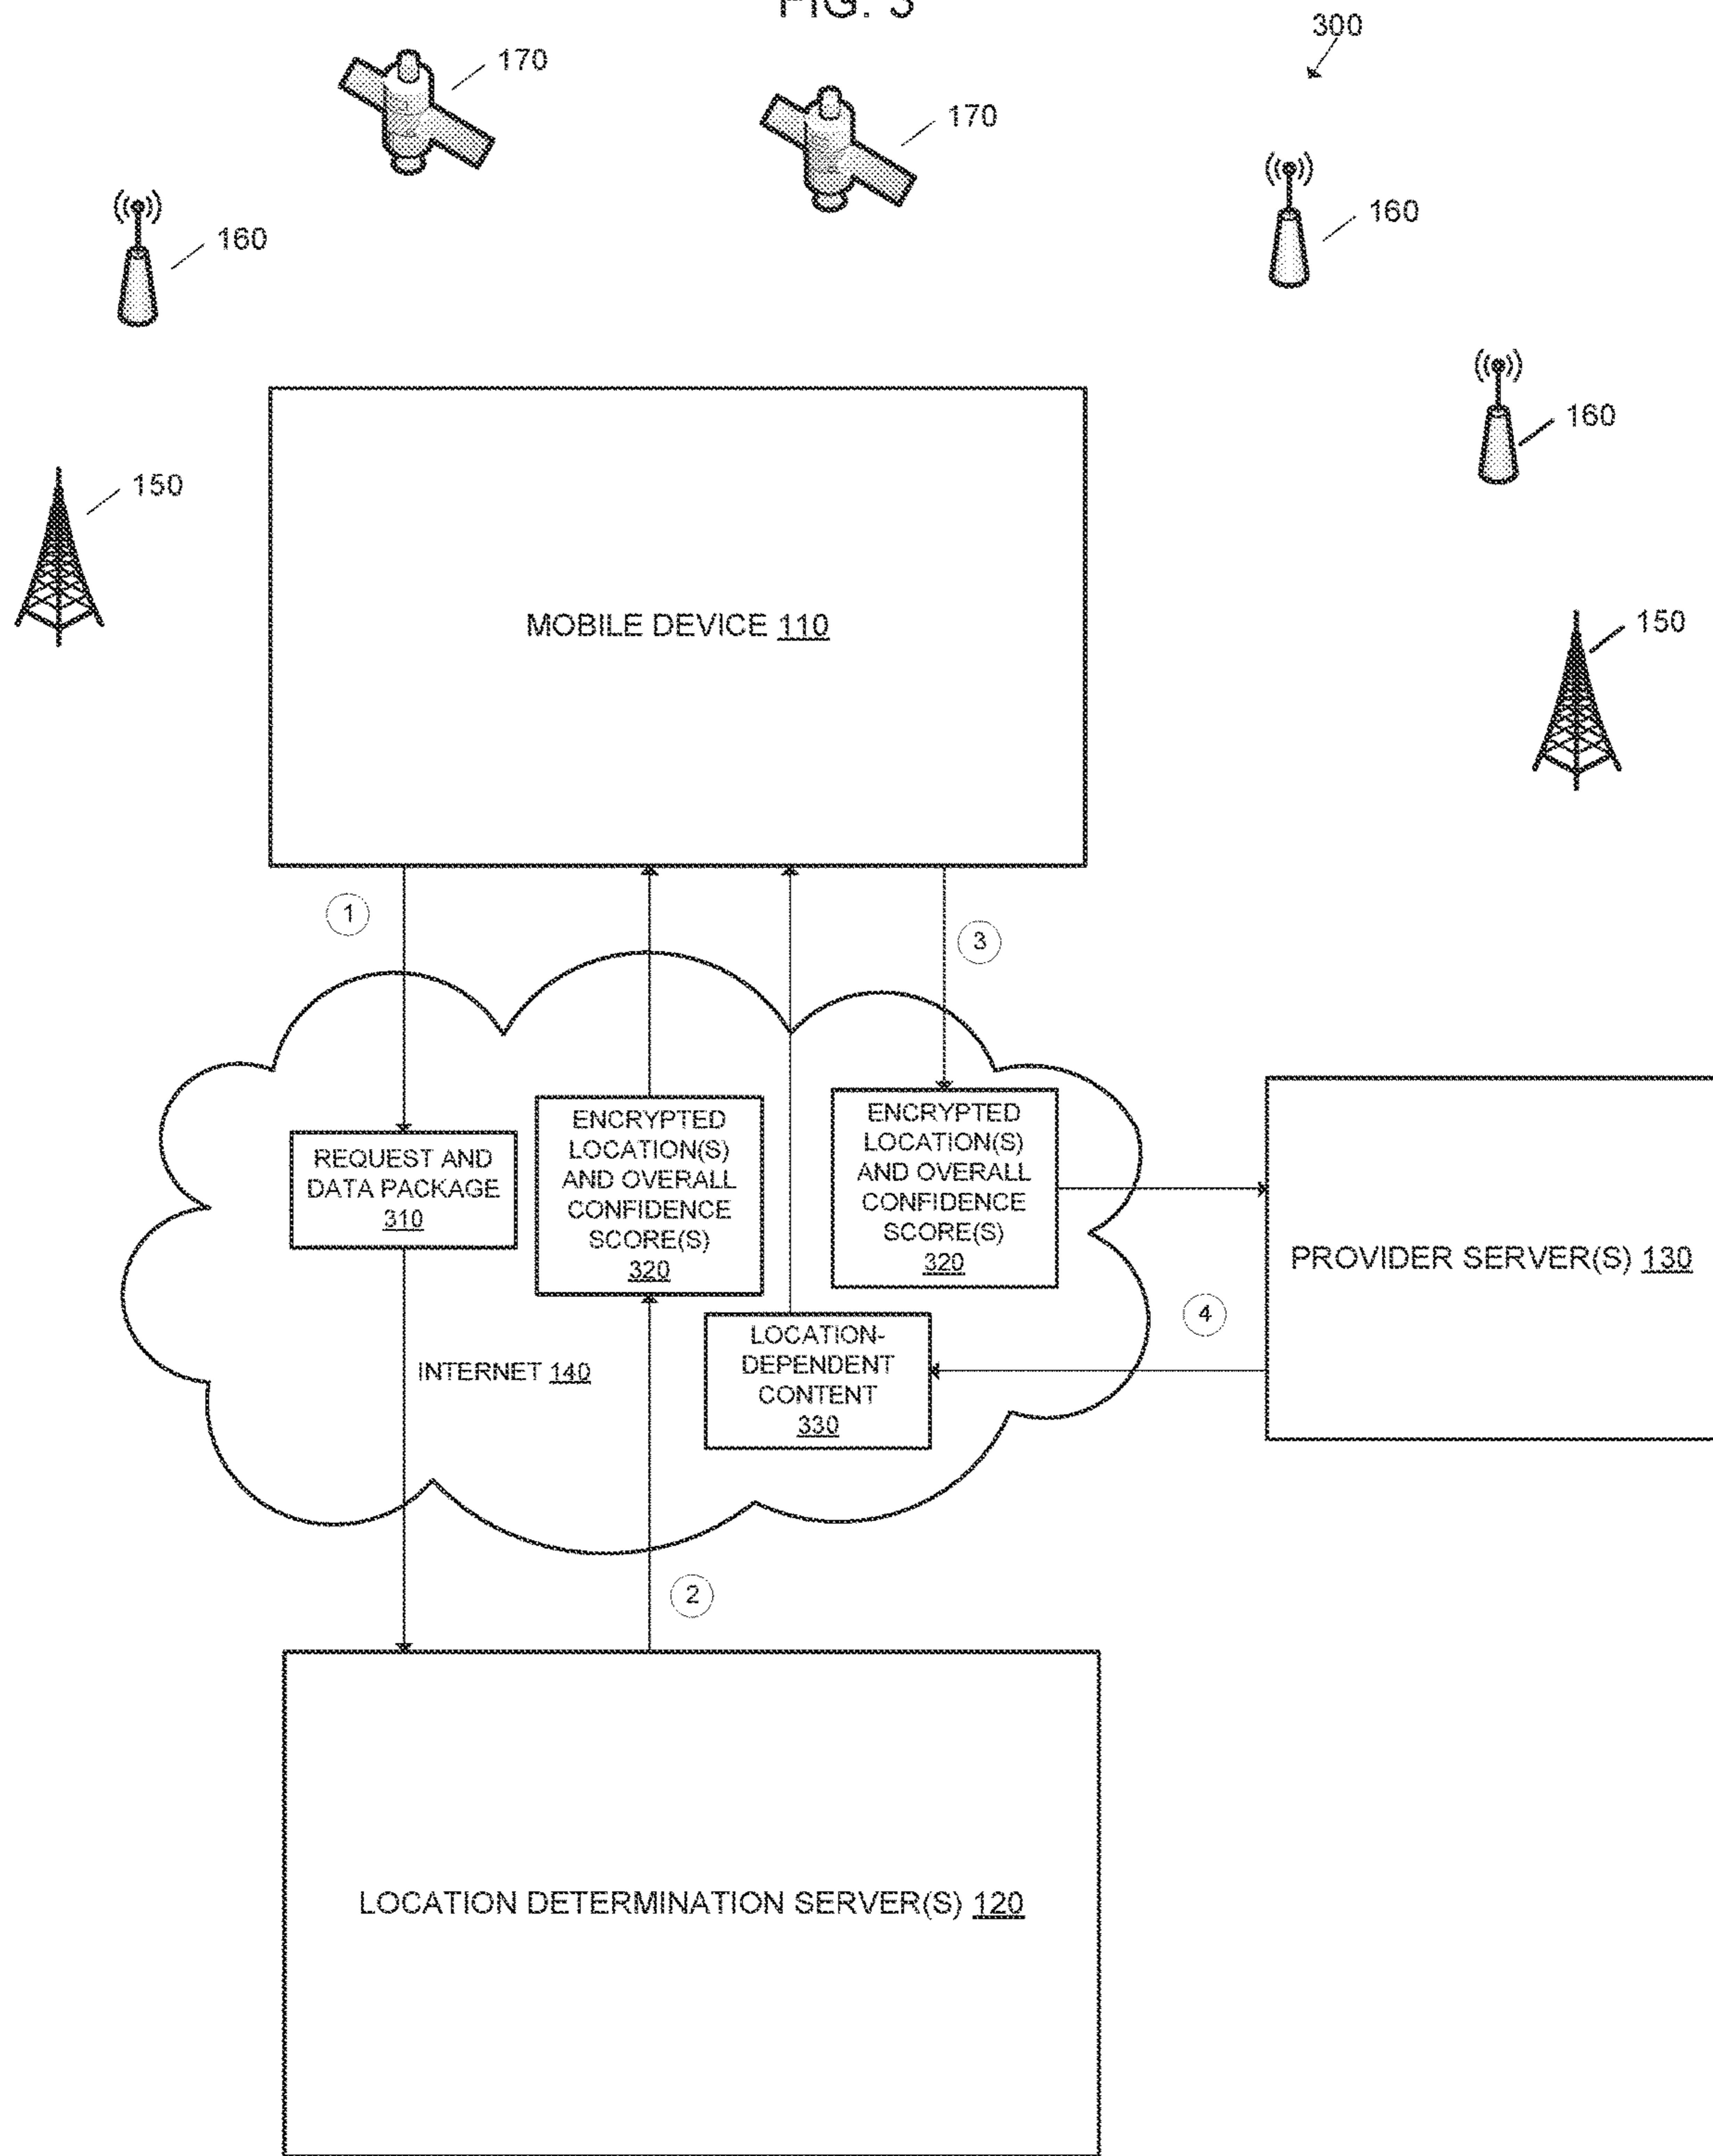 FIG. 3
300
170
170
160
160
160
150
150
MOBILE DEVICE 110
1
3
ENCRYPTED
LOCATION(S)
AND OVERALL
CONFIDENCE
SCORE(S)
320
ENCRYPTED
LOCATION(S)
AND OVERALL
CONFIDENCE
SCORE(S)
320
REQUEST AND
DATA PACKAGE
310
PROVIDER SERVER(S) 130
4
LOCATION-
DEPENDENT
CONTENT
330
INTERNET 140
2
LOCATION DETERMINATION SERVER(S) 120